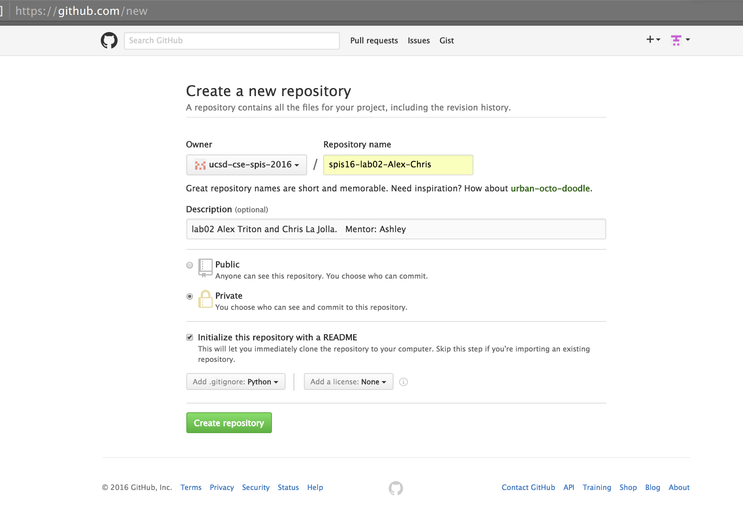 https://github.com/new
Search GitHub
Pull requests Issues Gist
Create a new repository
A repository contains all the files for your project, including the revision history.
Owner Repository name
ucsd-cse-spis-2016 / spis16-lab02-Alex-Chris
Great repository names are short and memorable. Need inspiration? How about urban-octo-doodle.
Description (optional)
lab02 Alex Triton and Chris La Jolla. Mentor: Ashley
Public
Anyone can see this repository. You choose who can commit.
Private
You choose who can see and commit to this repository.
Initialize this repository with a README
This will let you immediately clone the repository to your computer. Skip this step if you're importing an existing
repository.
Add .gitignore: Python Add a license: None
Create repository
© 2016 GitHub, Inc. Terms Privacy Security Status Help Contact GitHub API Training Shop Blog About